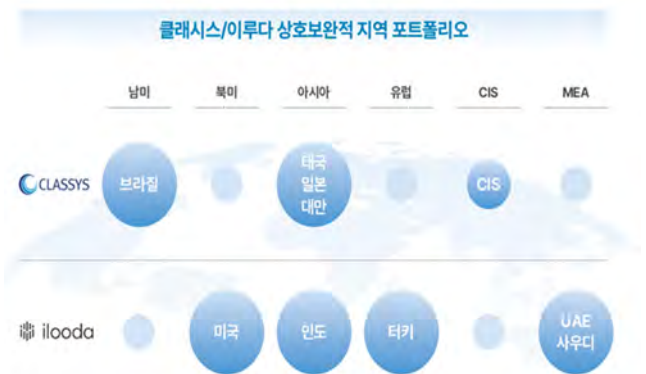 클래시스/이루다 상호보완적 지역 포트폴리오
남미 북미 아시아 유럽 CIS MEA
CLASSYS 브라질 태국 일본 대만 CIS
ilooda 미국 인도 터키 UAE 사우디